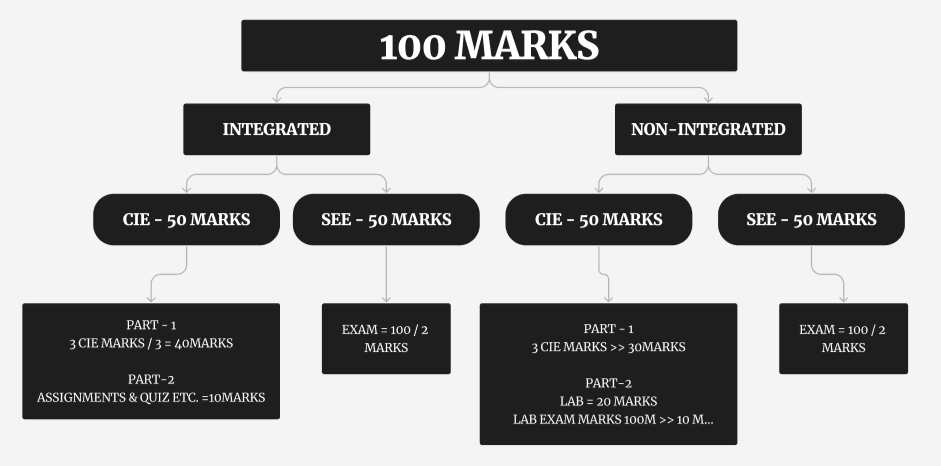 100 MARKS
INTEGRATED
NON-INTEGRATED
CIE - 50 MARKS
SEE - 50 MARKS
CIE - 50 MARKS
SEE - 50 MARKS
PART - 1
3 CIE MARKS / 3 = 40MARKS
PART-2
ASSIGNMENTS & QUIZ ETC. =10MARKS
EXAM = 100 / 2
MARKS
PART - 1
3 CIE MARKS >> 30MARKS
PART-2
LAB = 20 MARKS
LAB EXAM MARKS 100M >> 10 M...
EXAM = 100 / 2
MARKS